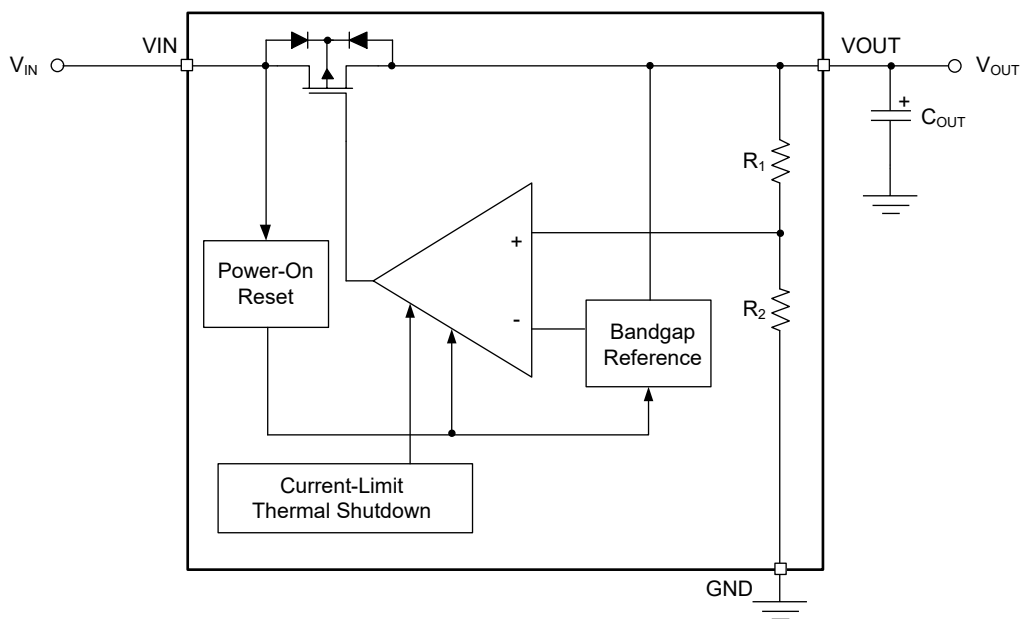 VIN
VOUT
V_IN
V_OUT
+
C_OUT
R_1
+
Power-On
Reset
R_2
-
Bandgap
Reference
Current-Limit
Thermal Shutdown
GND